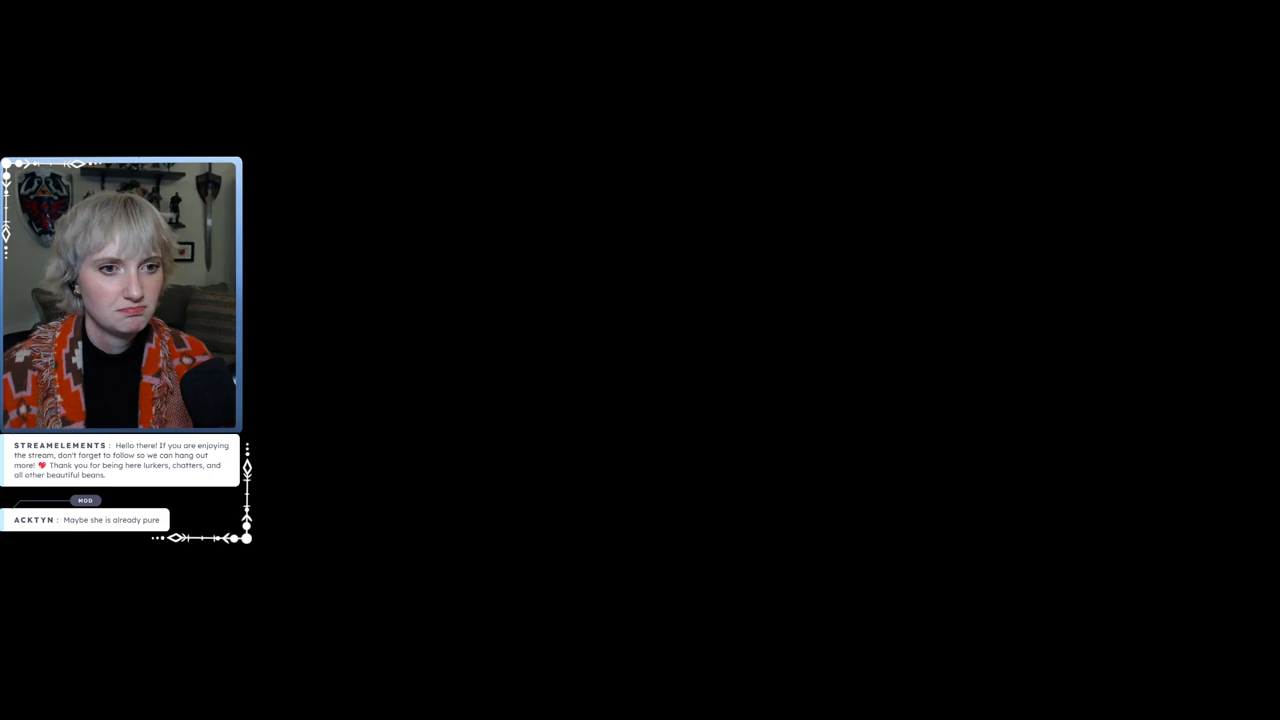 STREAMELEMENTS : Hello there! If you are enjoying
the stream, don't forget to follow so we can hang out
more! 💖 Thank you for being here lurkers, chatters, and
all other beautiful beans.
MOD
ACKTYN : Maybe she is already pure